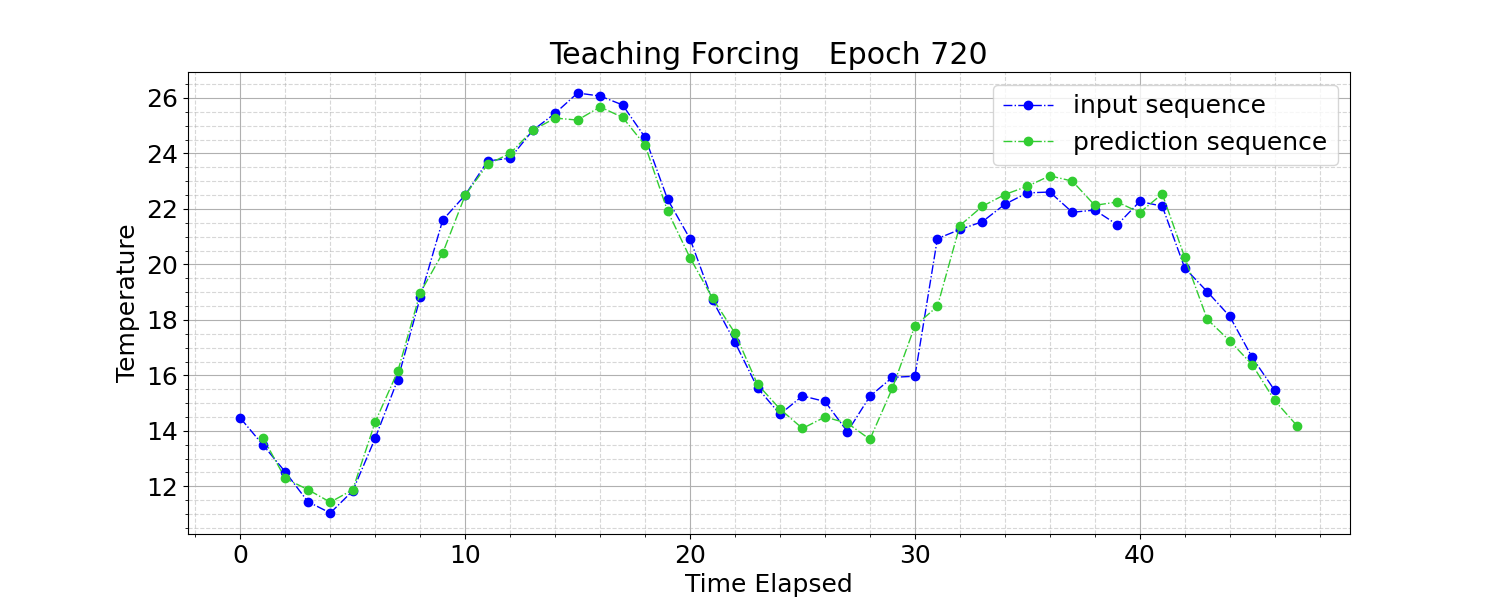 Teaching Forcing   Epoch 720
input sequence
prediction sequence
Temperature
26
24
22
20
18
16
14
12
0 10 20 30 40
Time Elapsed